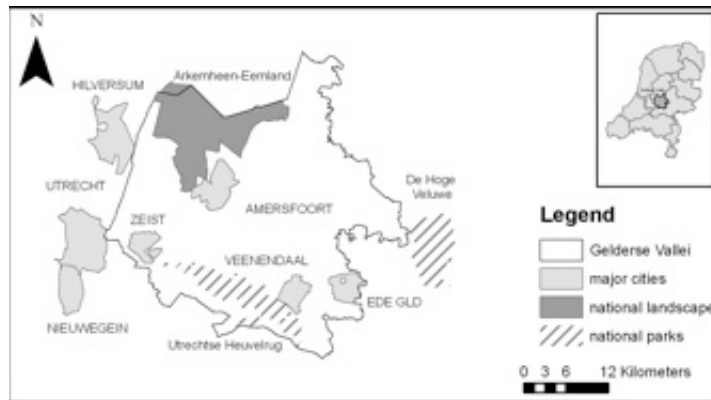 N
Arkemheen-Eemland
HILVERSUM
De Hoge
Veluwe
UTRECHT
ZEIST
AMERSFOORT
VEENENDAAL
EDE GLD
NIEUWEGEIN
Utrechtse Heuvelrug
Legend
Gelderse Vallei
major cities
national landscape
national parks
0 3 6 12 Kilometers